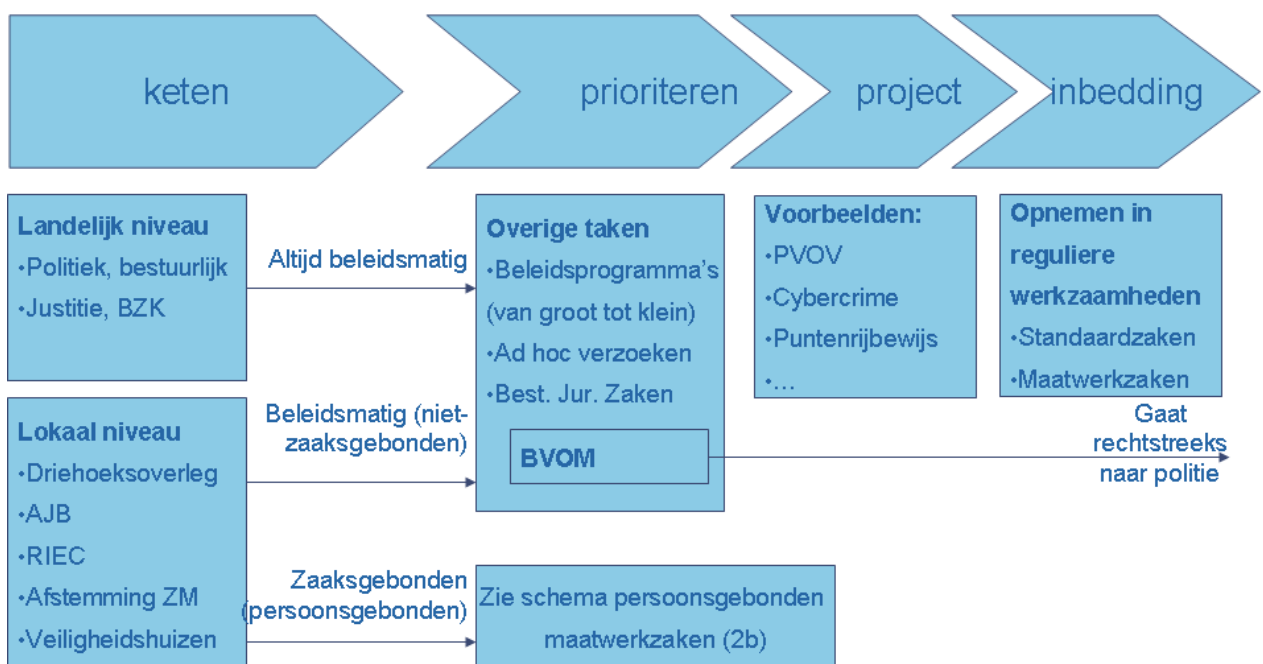 keten
prioriteren
project
inbedding
Landelijk niveau
•Politiek, bestuurlijk
•Justitie, BZK
Altijd beleidsmatig
Overige taken
•Beleidsprogramma's
(van groot tot klein)
•Ad hoc verzoeken
•Best. Jur. Zaken
BVOM
Voorbeelden:
•PVOV
•Cybercrime
•Puntenrijbewijs
•...
Opnemen in
reguliere
werkzaamheden
•Standaardzaken
•Maatwerkzaken
Gaat
rechtstreeks
naar politie
Lokaal niveau
•Driehoeksoverleg
•AJB
•RIEC
•Afstemming ZM
•Veiligheidshuizen
Beleidsmatig (niet-
zaaksgebonden)
Zaaksgebonden
(persoonsgebonden)
Zie schema persoonsgebonden
maatwerkzaken (2b)